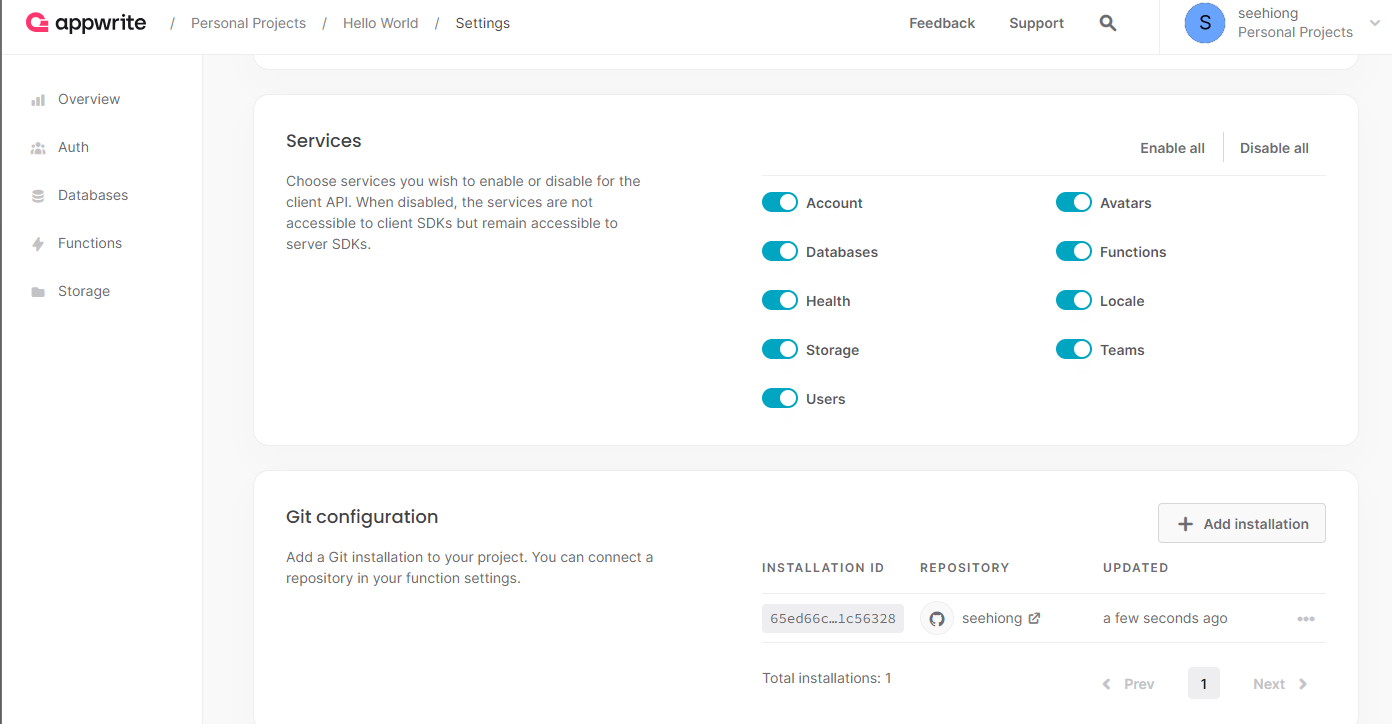 appwrite / Personal Projects / Hello World / Settings Feedback Support S seehiong
Personal Projects
Overview
Auth
Databases
Functions
Storage
Services
Enable all Disable all
Choose services you wish to enable or disable for the
client API. When disabled, the services are not
accessible to client SDKs but remain accessible to
server SDKs.
Account Avatars
Databases Functions
Health Locale
Storage Teams
Users
Git configuration
+ Add installation
Add a Git installation to your project. You can connect a
repository in your function settings.
INSTALLATION ID REPOSITORY UPDATED
65ed66c…1c56328 seehiong a few seconds ago
Total installations: 1
Prev 1 Next